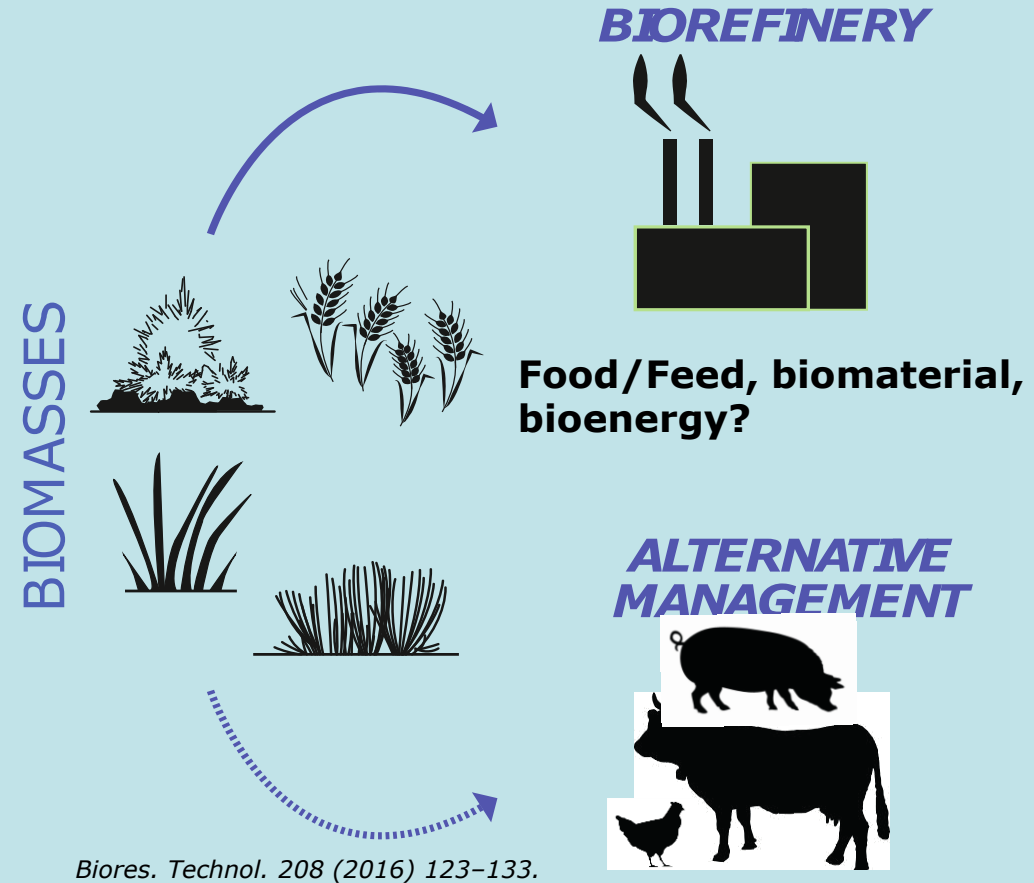 BIOREFINERY
BIOMASSES
Food/Feed, biomaterial,
bioenergy?
ALTERNATIVE
MANAGEMENT
Biores. Technol. 208 (2016) 123–133.